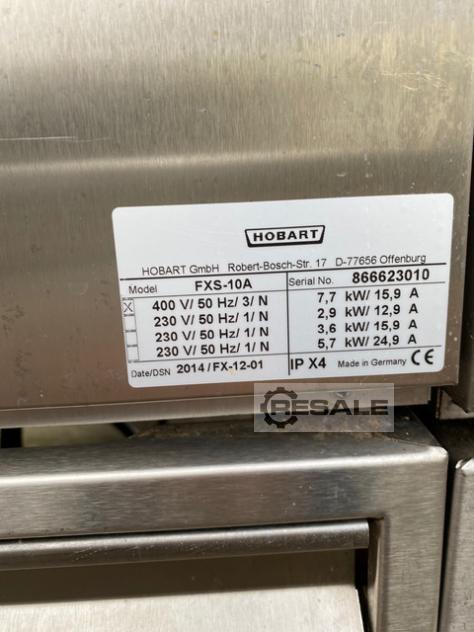 HOBART
HOBART GmbH Robert-Bosch-Str. 17 D-77656 Offenburg
Model FXS-10A Serial No. 866623010
X 400 V/ 50 Hz/ 3/ N 7,7 kW/ 15,9 A
230 V/ 50 Hz/ 1/ N 2,9 kW/ 12,9 A
230 V/ 50 Hz/ 1/ N 3,6 kW/ 15,9 A
230 V/ 50 Hz/ 1/ N 5,7 kW/ 24,9 A
Date/DSN 2014/FX-12-01 IP X4 Made in Germany CE
RESALE